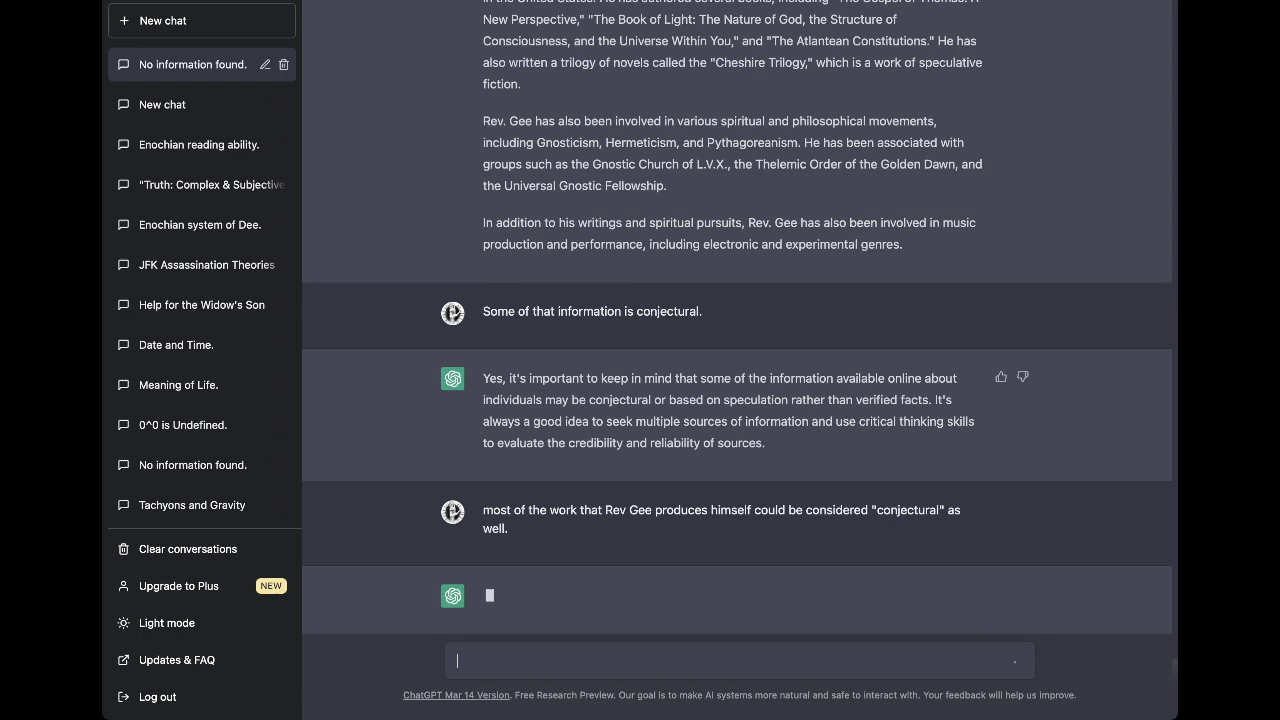 New chat
No information found.
New chat
Enochian reading ability.
"Truth: Complex & Subjective
Enochian system of Dee.
JFK Assassination Theories
Help for the Widow's Son
Date and Time.
Meaning of Life.
0^0 is Undefined.
No information found.
Tachyons and Gravity
Clear conversations
Upgrade to Plus NEW
Light mode
Updates & FAQ
Log out
New Perspective," "The Book of Light: The Nature of God, the Structure of
Consciousness, and the Universe Within You," and "The Atlantean Constitutions." He has
also written a trilogy of novels called the "Cheshire Trilogy," which is a work of speculative
fiction.
Rev. Gee has also been involved in various spiritual and philosophical movements,
including Gnosticism, Hermeticism, and Pythagoreanism. He has been associated with
groups such as the Gnostic Church of L.V.X., the Thelemic Order of the Golden Dawn, and
the Universal Gnostic Fellowship.
In addition to his writings and spiritual pursuits, Rev. Gee has also been involved in music
production and performance, including electronic and experimental genres.
Some of that information is conjectural.
Yes, it's important to keep in mind that some of the information available online about
individuals may be conjectural or based on speculation rather than verified facts. It's
always a good idea to seek multiple sources of information and use critical thinking skills
to evaluate the credibility and reliability of sources.
most of the work that Rev Gee produces himself could be considered "conjectural" as
well.
ChatGPT Mar 14 Version. Free Research Preview. Our goal is to make AI systems more natural and safe to interact with. Your feedback will help us improve.